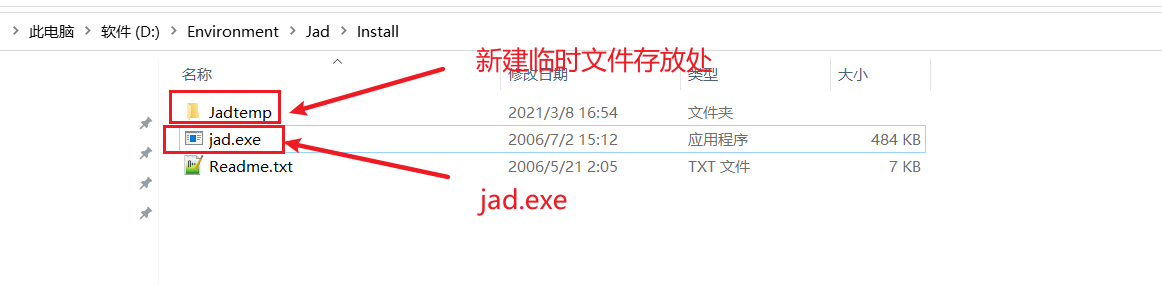 此电脑 > 软件 (D:) > Environment > Jad > Install
新建临时文件存放处
名称 修改日期 类型 大小
Jadtemp 2021/3/8 16:54 文件夹
jad.exe 2006/7/2 15:12 应用程序 484 KB
Readme.txt 2006/5/21 2:05 TXT 文件 7 KB
jad.exe